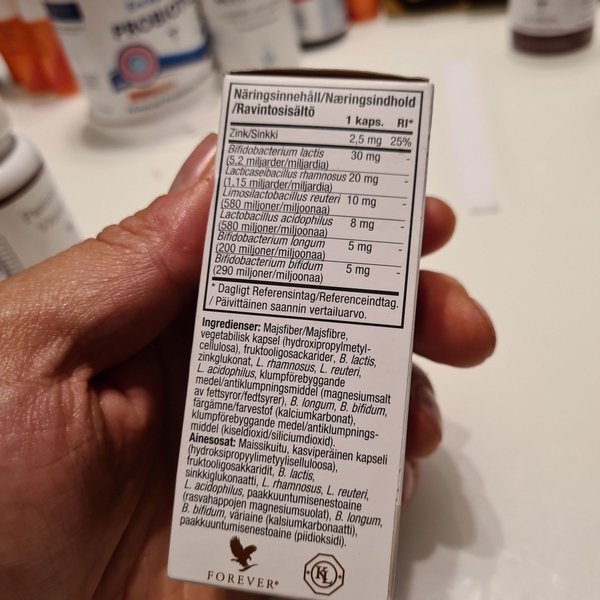 PROBIOT
Näringsinnehåll/Næringsindhold
/Ravintosisältö
1 kaps. RI*
Zink/Sinkki 2,5 mg 25%
Bifidobacterium lactis 30 mg -
(5,2 miljarder/miljardia)
Lacticaseibacillus rhamnosus 20 mg -
(1,15 miljarder/miljardia)
Limosilactobacillus reuteri 10 mg -
(580 miljoner/miljoonaa)
Lactobacillus acidophilus 8 mg -
(580 miljoner/miljoonaa)
Bifidobacterium longum 5 mg -
(200 miljoner/miljoonaa)
Bifidobacterium bifidum 5 mg -
(290 miljoner/miljoonaa)
* Dagligt Referensintag/Referenceindtag.
/ Päivittäinen saannin vertailuarvo.
Ingredienser: Majsfiber/Majsfibre,
vegetabilisk kapsel (hydroxipropylmetyl-
cellulosa), fruktooligosackarider, B. lactis,
zinkglukonat, L. rhamnosus, L. reuteri,
L. acidophilus, klumpförebyggande
medel/antiklumpningsmiddel (magnesiumsalt
av fettsyror/fedtsyrer), B. longum, B. bifidum,
färgämne/farvestof (kalciumkarbonat),
klumpförebyggande medel/antiklumpnings-
middel (kiseldioxid/siliciumdioxid).
Ainesosat: Maissikuitu, kasviperäinen kapseli
(hydroksipropyylimetyyliselluloosa),
fruktooligosakkaridit, B. lactis,
sinkkiglukonaatti, L. rhamnosus, L. reuteri,
L. acidophilus, paakkuuntumisenestoaine
(rasvahappojen magnesiumsuolat), B. longum,
B. bifidum, väriaine (kalsiumkarbonaatti),
paakkuuntumisenestoaine (piidioksidi).
FOREVER®
KL